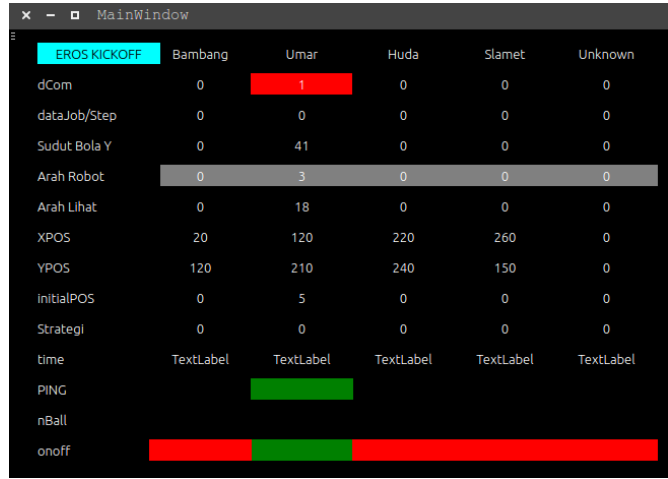 MainWindow
EROS KICKOFF Bambang Umar Huda Slamet Unknown
dCom 0 1 0 0 0
dataJob/Step 0 0 0 0 0
Sudut Bola Y 0 41 0 0 0
Arah Robot 0 3 0 0 0
Arah Lihat 0 18 0 0 0
XPOS 20 120 220 260 0
YPOS 120 210 240 150 0
initialPOS 0 5 0 0 0
Strategi 0 0 0 0 0
time TextLabel TextLabel TextLabel TextLabel TextLabel
PING
nBall
onoff